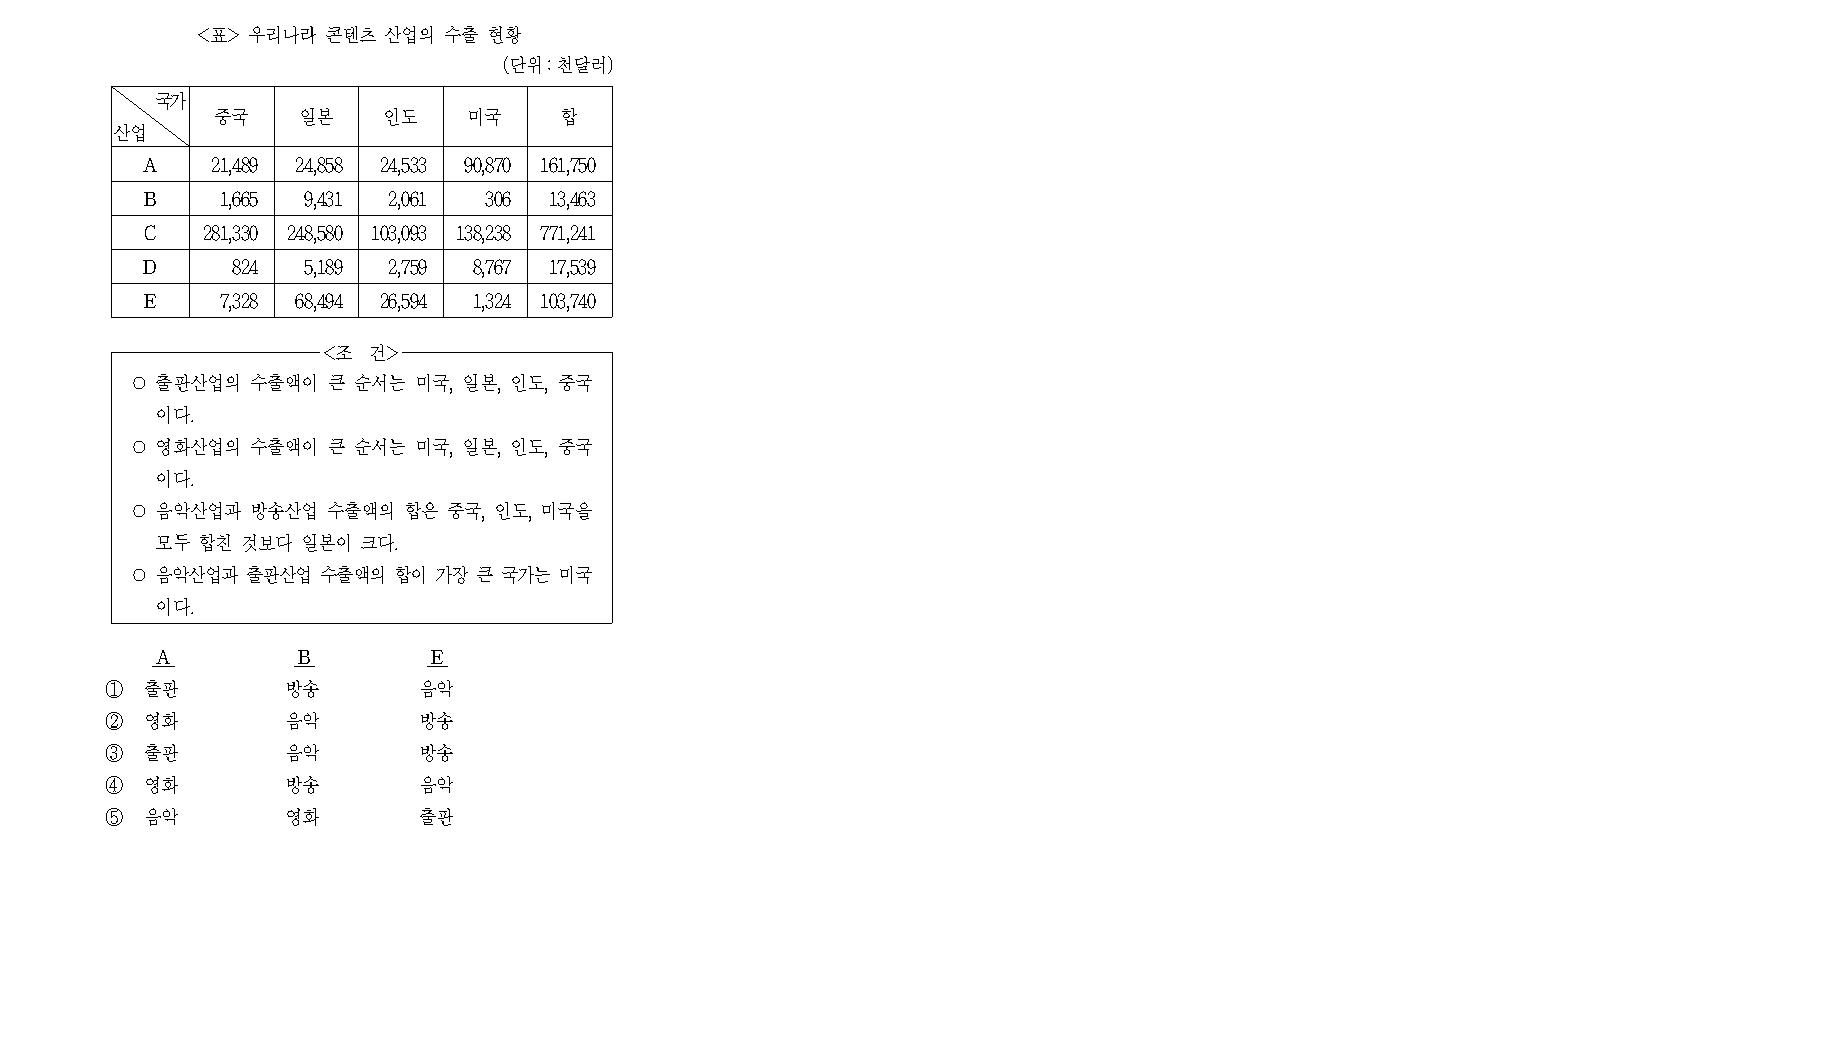 <표> 우리나라 콘텐츠 산업의 수출 현황
(단위 : 천달러)
국가
산업
중국 일본 인도 미국 합
A 21,489 24,858 24,533 90,870 161,750
B 1,665 9,431 2,061 306 13,463
C 281,330 248,580 103,093 138,238 771,241
D 824 5,189 2,759 8,767 17,539
E 7,328 68,494 26,594 1,324 103,740
<조 건>
○ 출판산업의 수출액이 큰 순서는 미국, 일본, 인도, 중국
이다.
○ 영화산업의 수출액이 큰 순서는 미국, 일본, 인도, 중국
이다.
○ 음악산업과 방송산업 수출액의 합은 중국, 인도, 미국을
모두 합친 것보다 일본이 크다.
○ 음악산업과 출판산업 수출액의 합이 가장 큰 국가는 미국
이다.
A B E
① 출판 방송 음악
② 영화 음악 방송
③ 출판 음악 방송
④ 영화 방송 음악
⑤ 음악 영화 출판